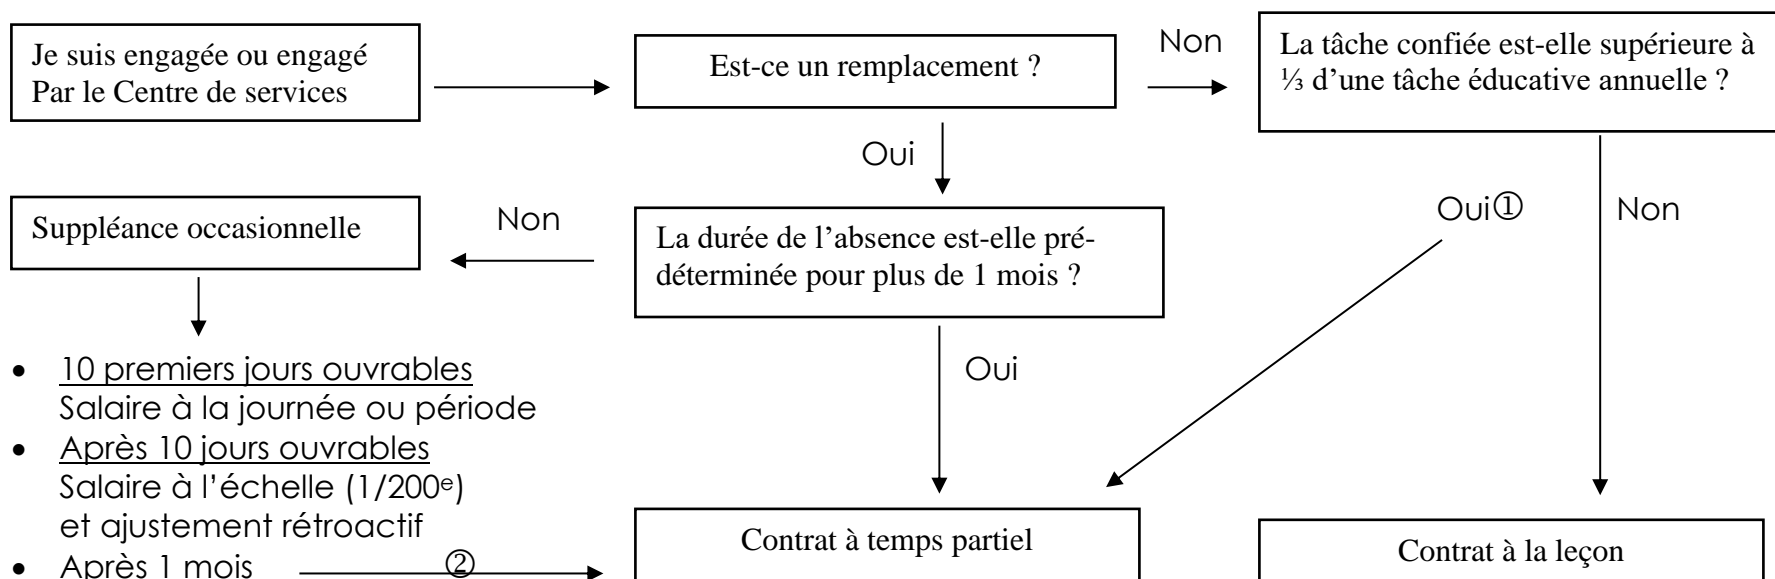 Je suis engagée ou engagé
Par le Centre de services
Est-ce un remplacement ?
Non
La tâche confiée est-elle supérieure à
⅓ d’une tâche éducative annuelle ?
Oui
Oui①
Non
Suppléance occasionnelle
Non
La durée de l’absence est-elle pré-
déterminée pour plus de 1 mois ?
Oui
• 10 premiers jours ouvrables
Salaire à la journée ou période
• Après 10 jours ouvrables
Salaire à l’échelle (1/200e)
et ajustement rétroactif
• Après 1 mois
②
Contrat à temps partiel
Contrat à la leçon